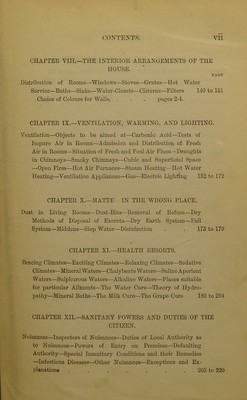 CONTENTS. vii
CHAPTER VIII.—THE INTERIOR ARRANGEMENTS OF THE
HOUSE.
PAGE
Distribution of Rooms—Windows—Stoves—Grates—Hot Water
Service—Baths—Sinks—Water-Closets—Cisterns—Filters 140 to 151
Choice of Colours for Walls, . . . pages 2-4.
CHAPTER IX.—VENTILATION, WARMING, AND LIGHTING.
Ventilation—Objects to be aimed at—Carbonic Acid—Tests of
Impure Air in Rooms—Admission and Distribution of Fresh
Air in Rooms—Situation of Fresh and Foul Air Flues—Draughts
in Chimneys—Smoky Chimneys—Cubic and Superficial Space
—Open Fires—Hot Air Furnaces—Steam Heating—Hot Water
Heating—Ventilation Appliances—Gas—Electric Lighting 152 to 172
CHAPTER X.—MATTER IN THE WRONG PLACE.
Dust in Living Rooms—Dust-Bins—Removal of Refuse—Dry
Methods of Disposal of Excreta—Dry Earth System—Pail
System—Middens—Slop Water—Disinfection . . 173 to 179
CHAPTER XI.—HEALTH RESORTS.
Bracing Climates—Exciting Climates—Relaxing Climates—Sedative
Climates—Mineral Waters—Chalybeate Waters—Saline Aperient
Waters—Sulphurous Waters—Alkaline Waters—Places suitable
for particular Ailments—The Water Cure—Theory of Hydro-
pathy—Mineral Baths—The Milk Cure—The Grape Cure 180 to 204
CHAPTER XII.—SANITARY POWERS AND DUTIES OF THE
CITIZEN.
Nuisances—Inspectors of Nuisances—Duties of Local Authority as
to Nuisances—Powers of Entry on Premises—Defaulting
Authority—Special Insanitary Conditions and their Remedies
—Infectious Diseases—Other Nuisances—Exceptions and Ex-
planations . . . . . 205 to 220